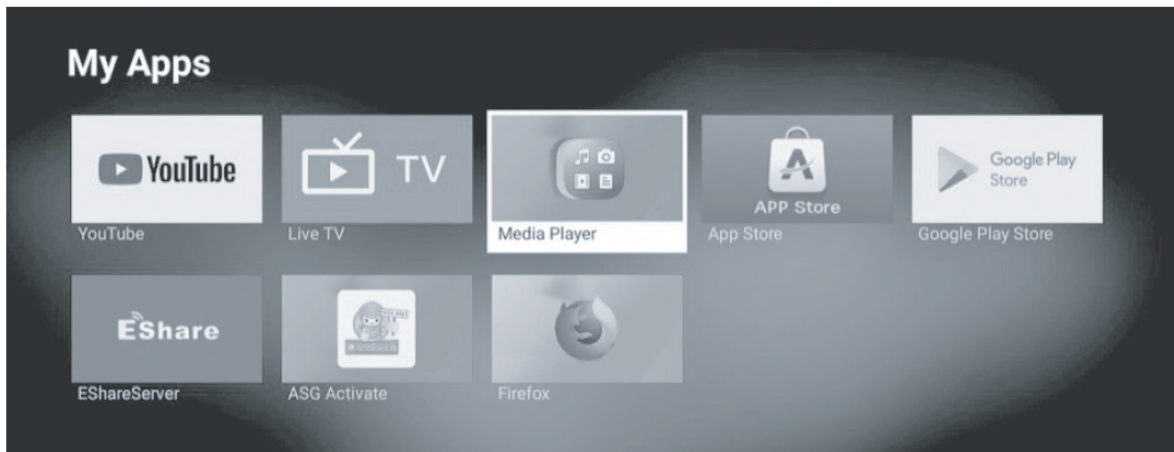 My Apps
YouTube
TV
APP Store
Google Play
Store
YouTube
Live TV
Media Player
App Store
Google Play Store
EShare
EShareServer
ASG Activate
Firefox